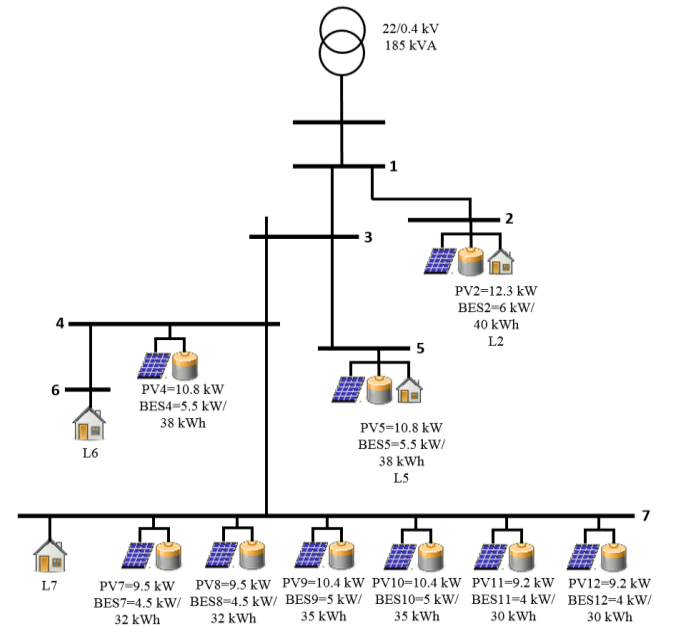 22/0.4 kV
185 kVA
1
2
3
PV2=12.3 kW
BES2=6 kW/
40 kWh
L2
4
5
6
PV4=10.8 kW
BES4=5.5 kW/
38 kWh
L6
PV5=10.8 kW
BES5=5.5 kW/
38 kWh
L5
7
L7
PV7=9.5 kW
BES7=4.5 kW/
32 kWh
PV8=9.5 kW
BES8=4.5 kW/
32 kWh
PV9=10.4 kW
BES9=5 kW/
35 kWh
PV10=10.4 kW
BES10=5 kW/
35 kWh
PV11=9.2 kW
BES11=4 kW/
30 kWh
PV12=9.2 kW
BES12=4 kW/
30 kWh